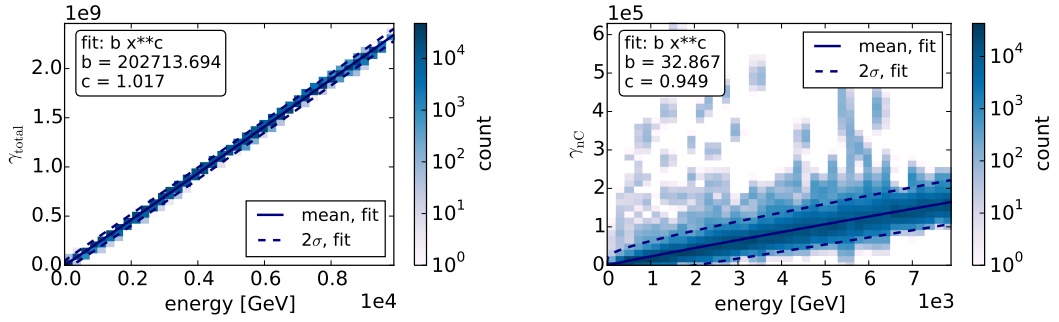 1e9
fit: b x**c
b = 202713.694
c = 1.017
γtotal
2.0
1.5
1.0
0.5
0.0
mean, fit
2σ, fit
0.0 0.2 0.4 0.6 0.8
energy [GeV] 1e4
10^4
10^3
10^2
10^1
10^0
count
1e5
fit: b x**c
b = 32.867
c = 0.949
mean, fit
2σ, fit
γnC
6
5
4
3
2
1
0
0 1 2 3 4 5 6 7
energy [GeV] 1e3
10^4
10^3
10^2
10^1
10^0
count